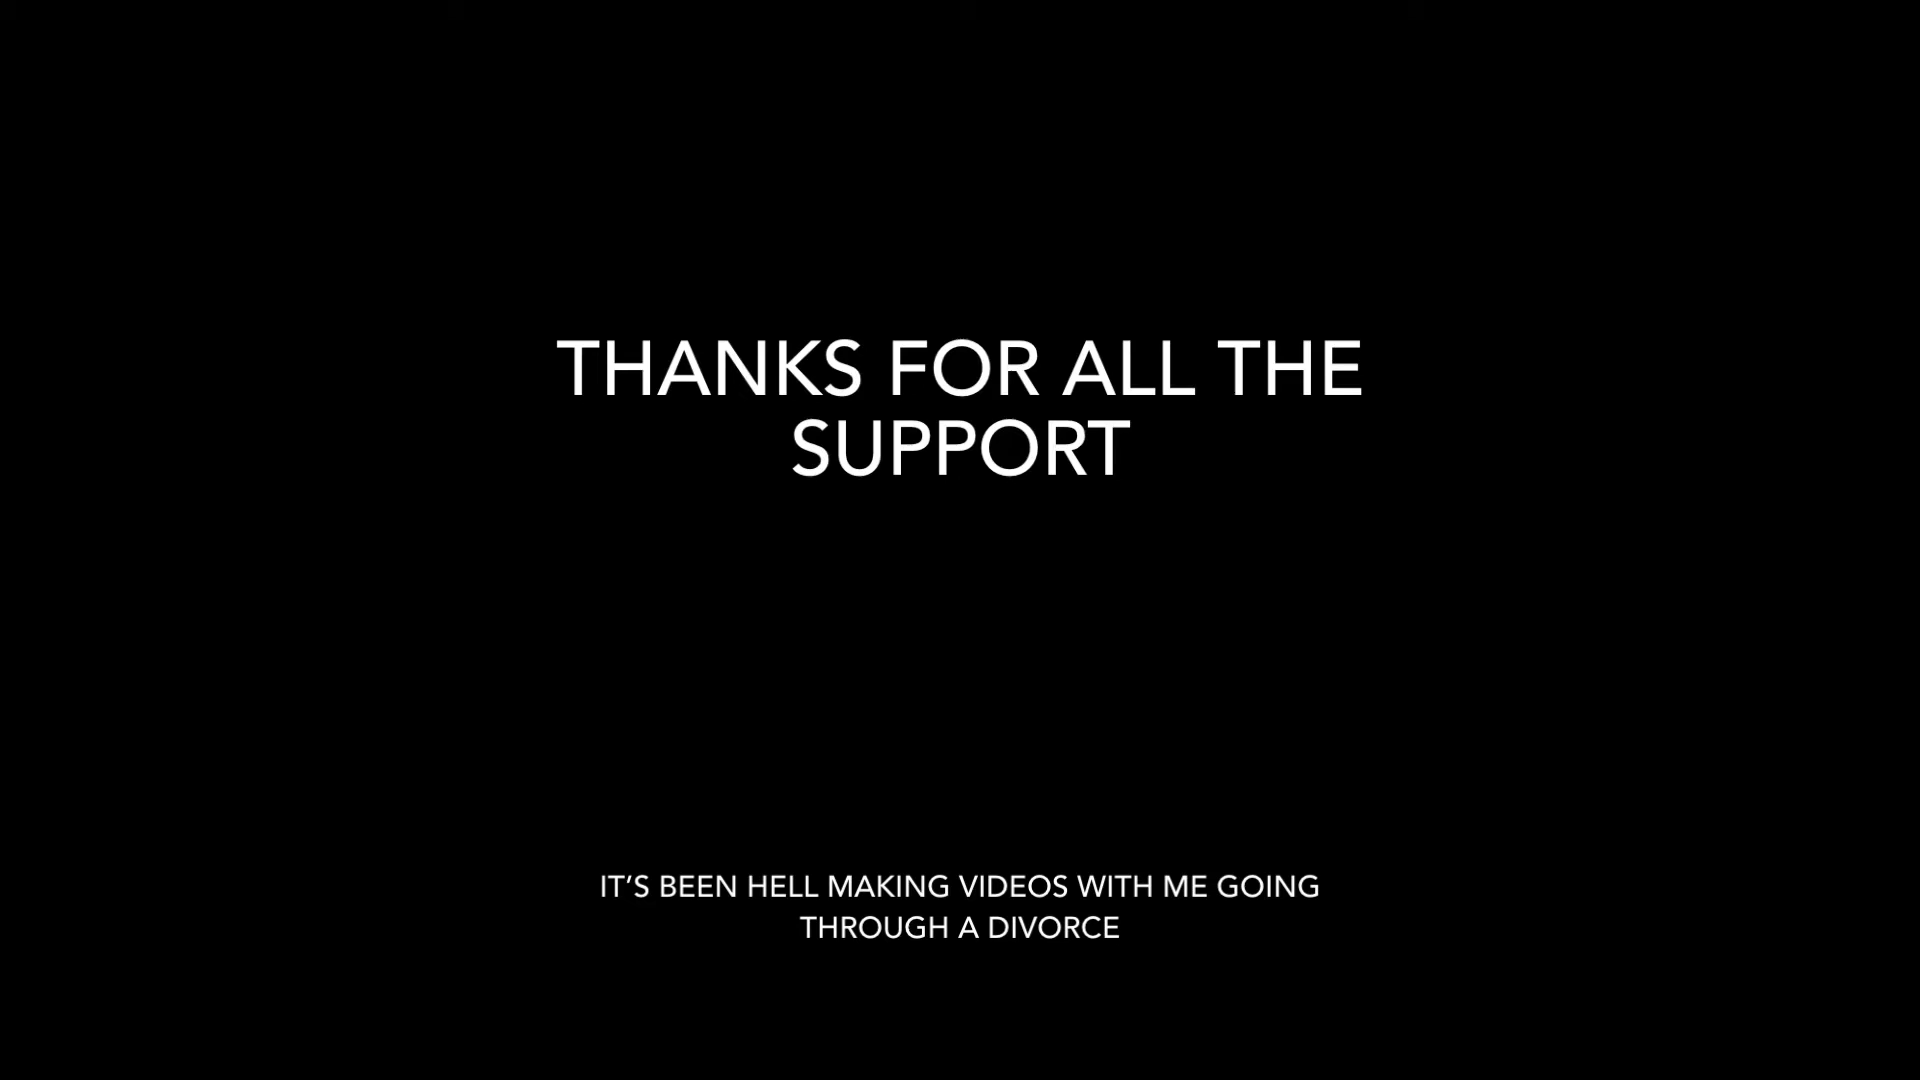 THANKS FOR ALL THE
SUPPORT
IT’S BEEN HELL MAKING VIDEOS WITH ME GOING
THROUGH A DIVORCE